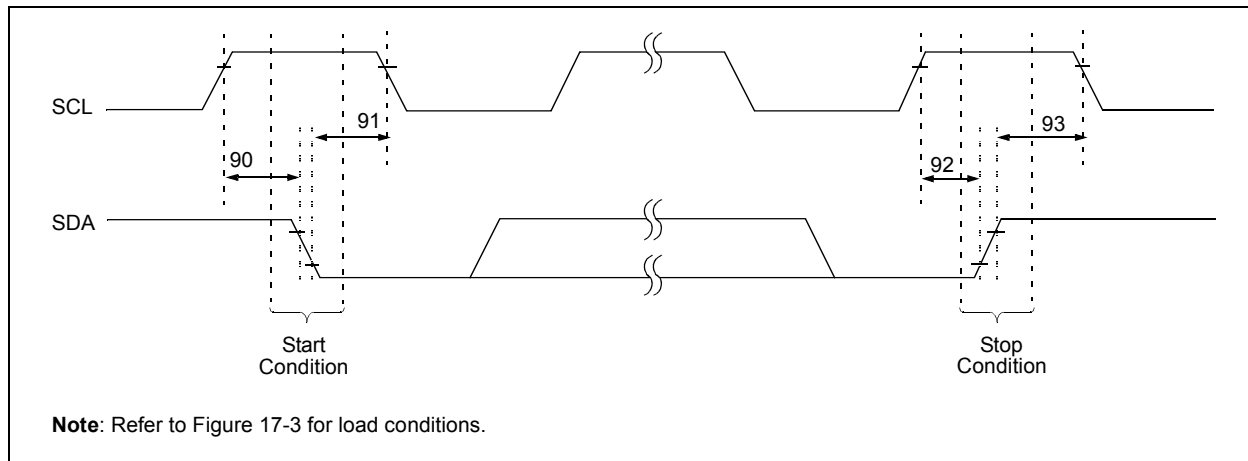 SCL
91
93
90
92
SDA
Start
Condition
Stop
Condition
Note: Refer to Figure 17-3 for load conditions.